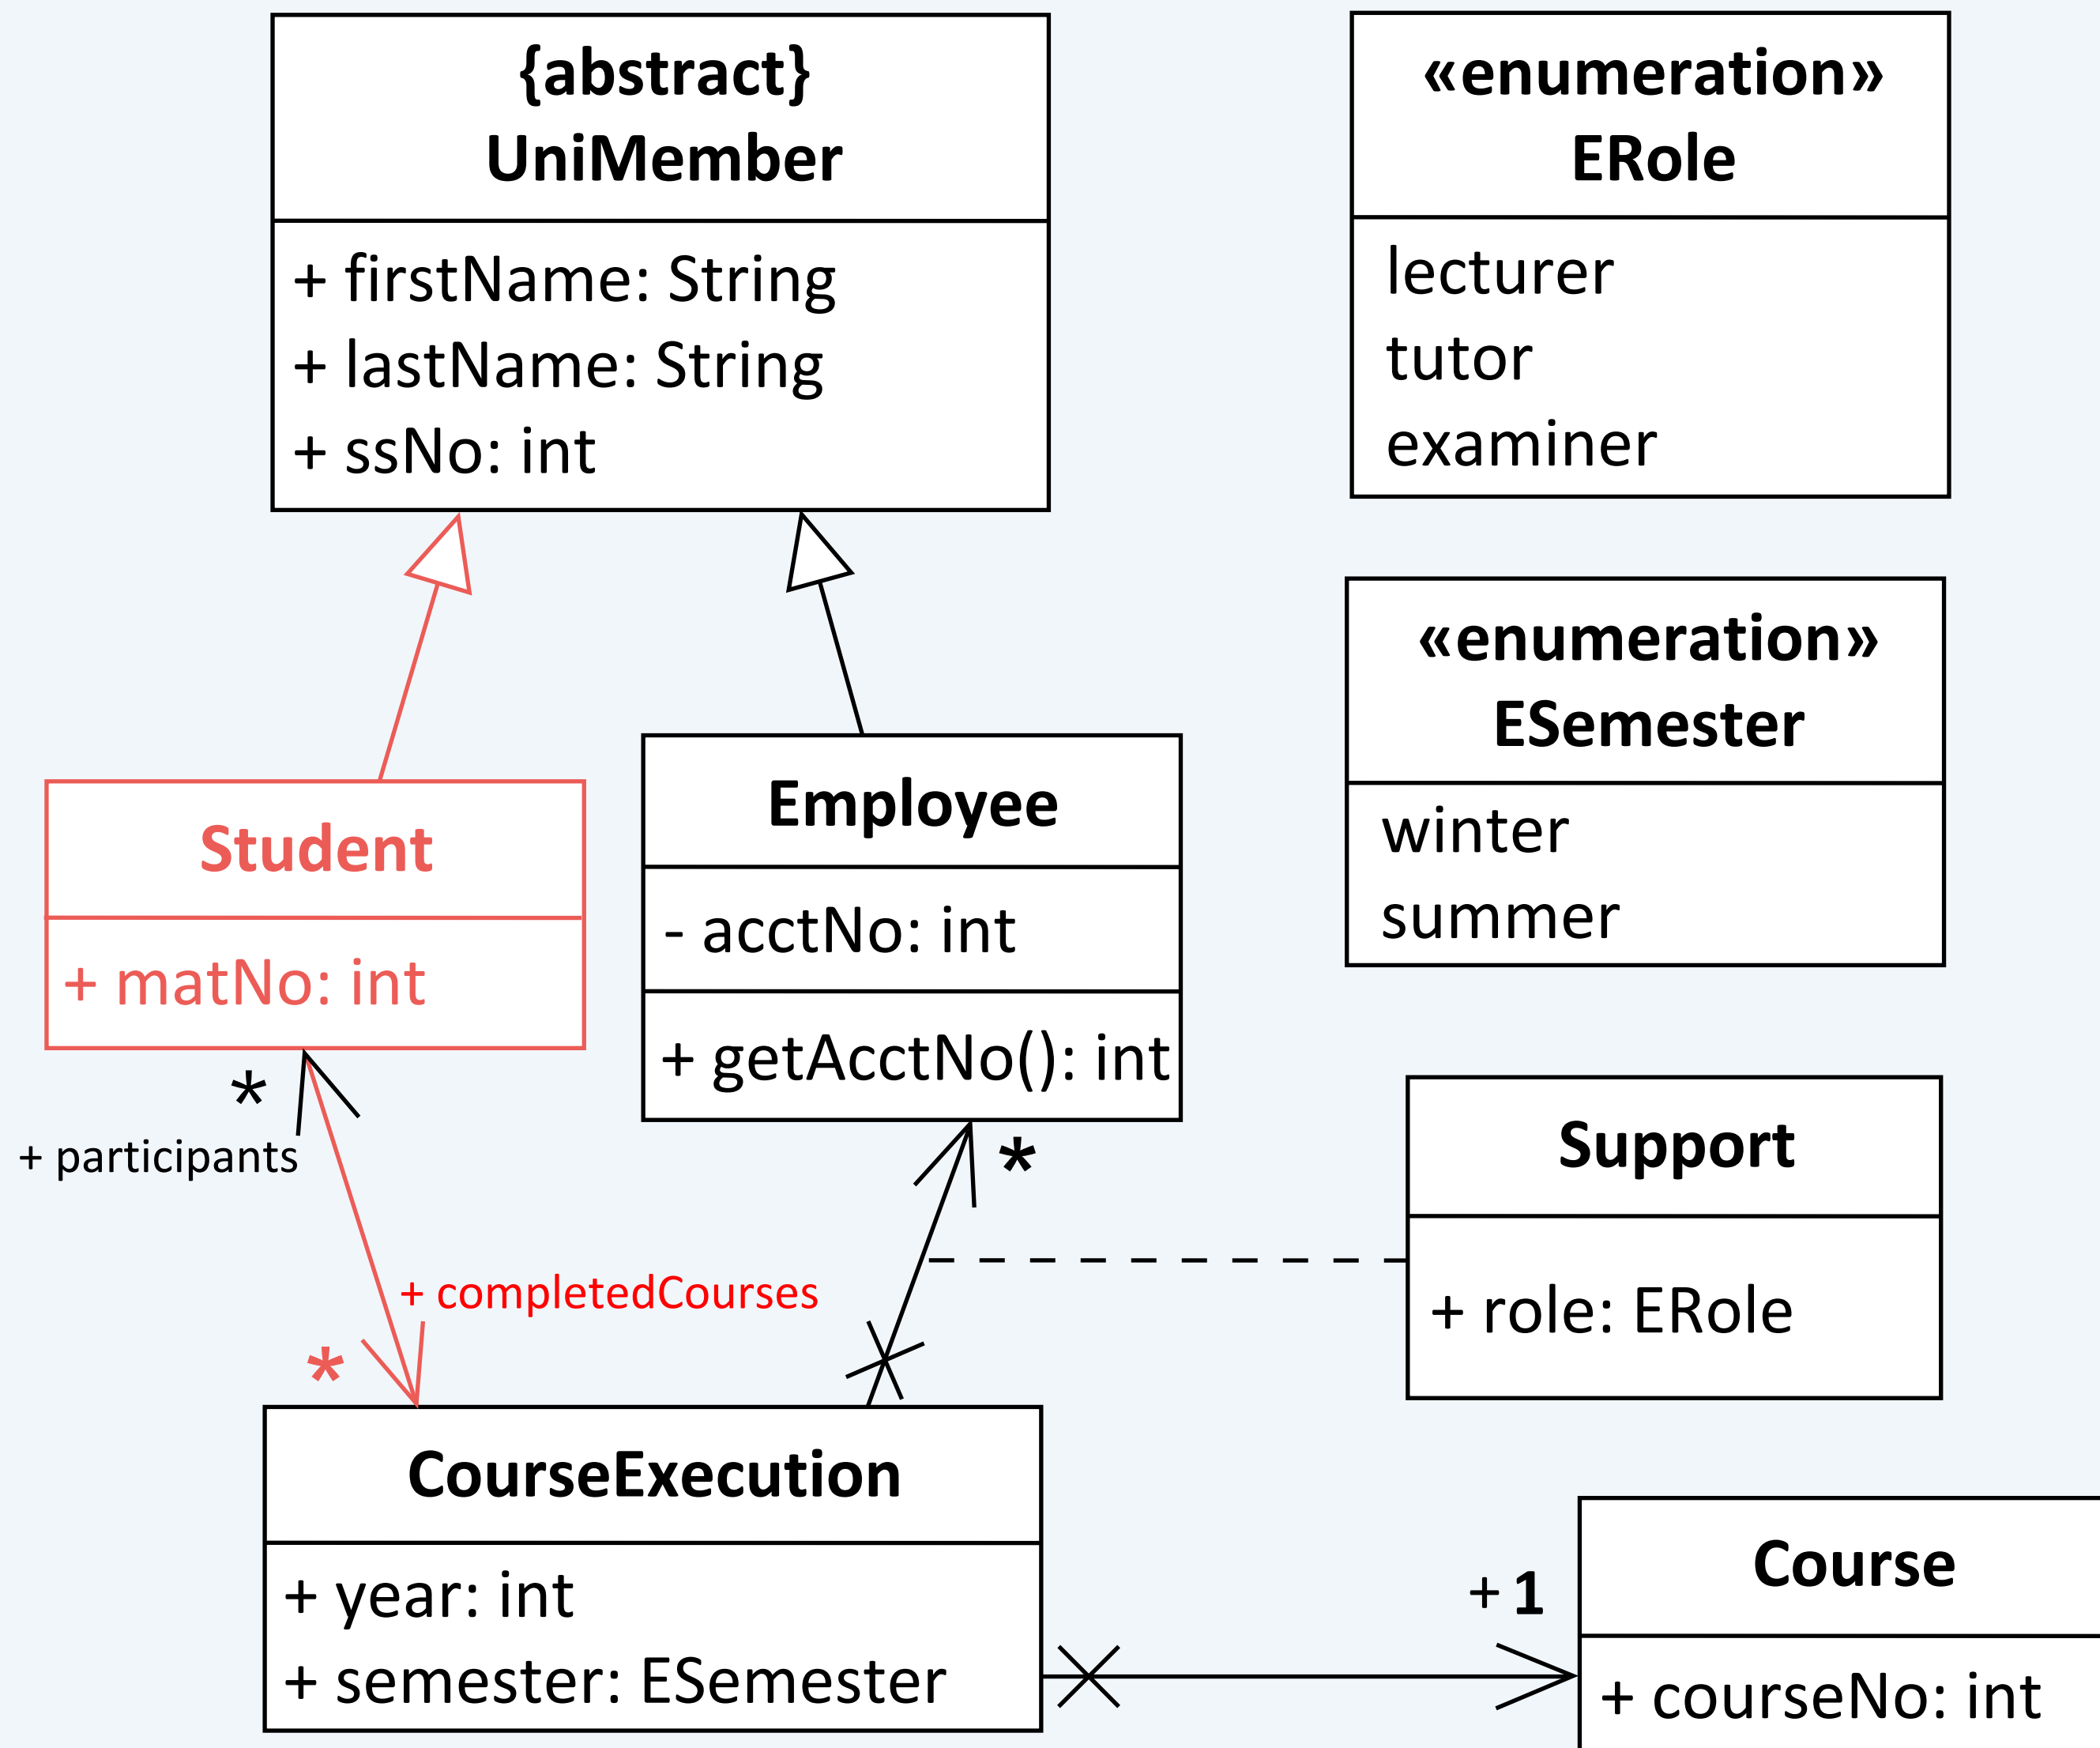 {abstract}
UniMember
+ firstName: String
+ lastName: String
+ ssNo: int
«enumeration»
ERole
lecturer
tutor
examiner
«enumeration»
ESemester
winter
summer
Student
+ matNo: int
Employee
- acctNo: int
+ getAcctNo(): int
*
+ participants
*
Support
+ role: ERole
+ completedCourses
*
CourseExecution
+ year: int
+ semester: ESemester
+ 1
Course
+ courseNo: int